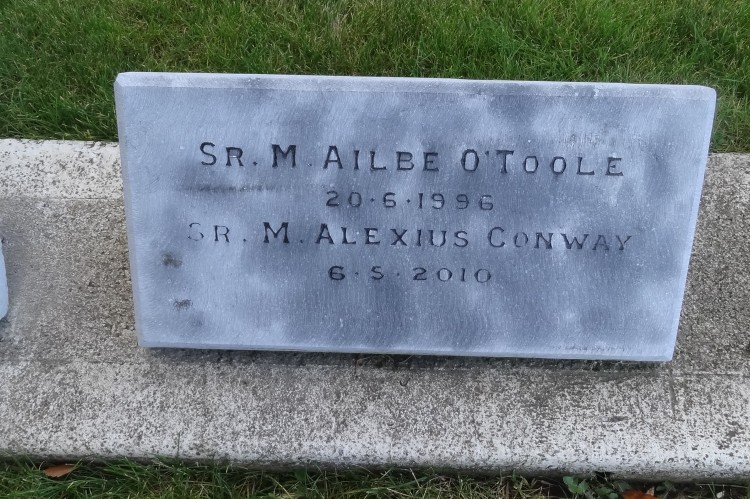 SR. M. AILBE O'TOOLE
20·6·1996
SR. M. ALEXIUS CONWAY
6·5·2010